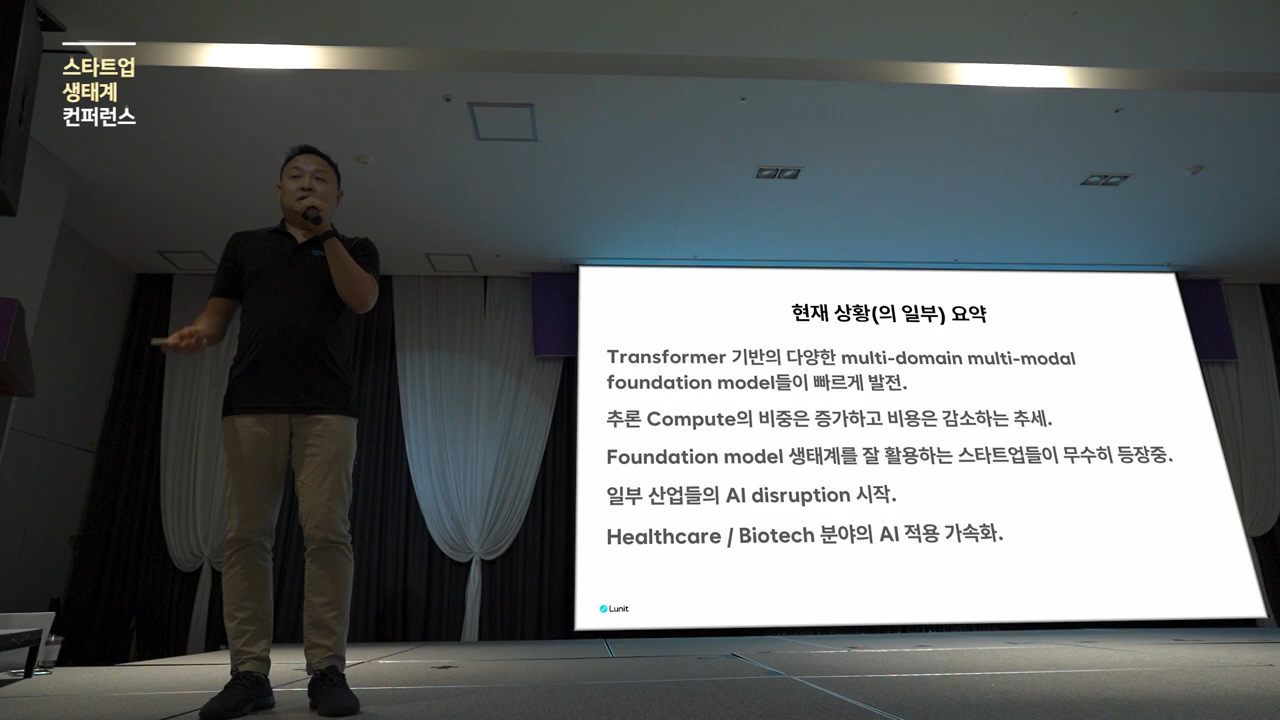 스타트업
생태계
컨퍼런스
현재 상황(의 일부) 요약
Transformer 기반의 다양한 multi-domain multi-modal
foundation model들이 빠르게 발전.
추론 Compute의 비중은 증가하고 비용은 감소하는 추세.
Foundation model 생태계를 잘 활용하는 스타트업들이 무수히 등장중.
일부 산업들의 AI disruption 시작.
Healthcare / Biotech 분야의 AI 적용 가속화.
Lunit